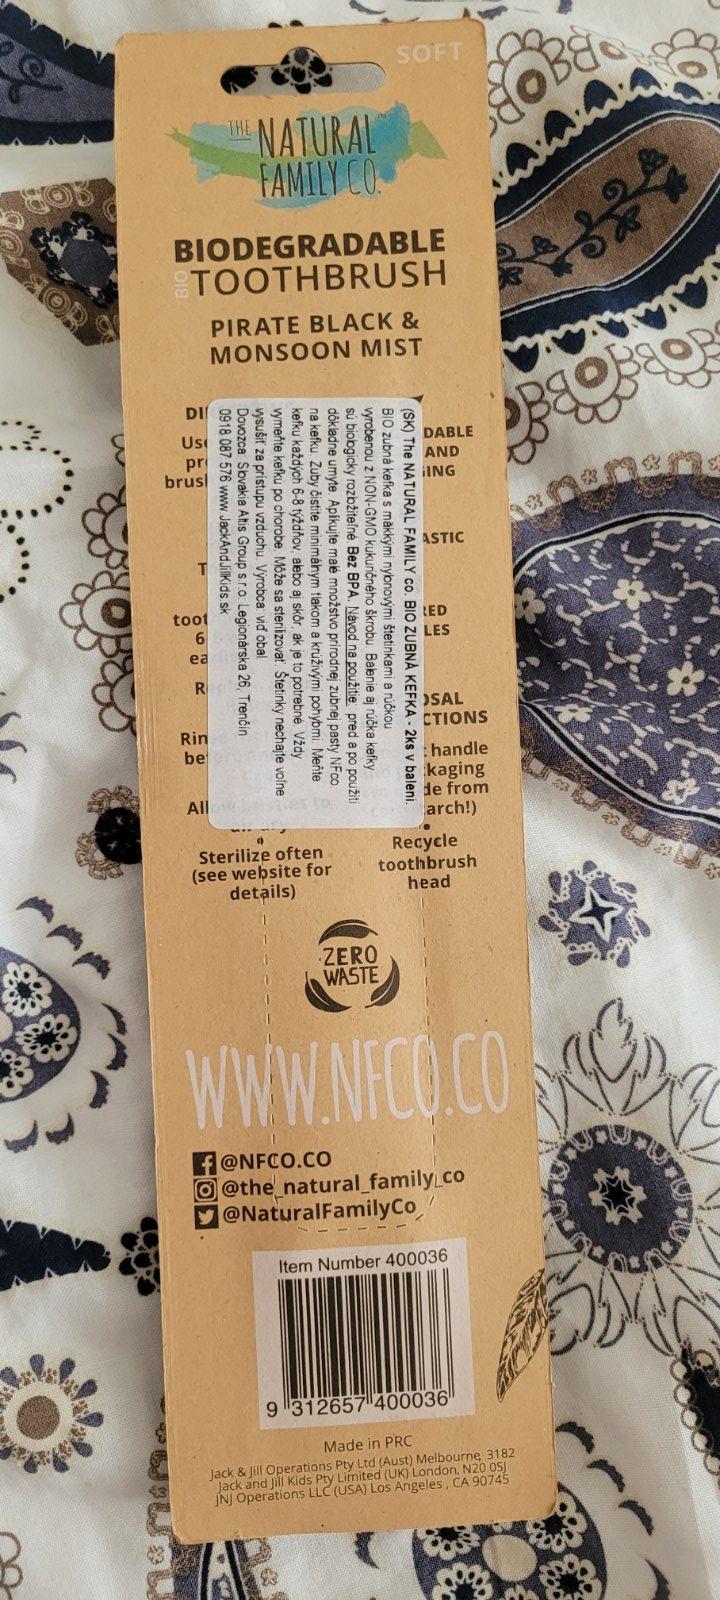 SOFT
THE NATURAL
FAMILY CO.
BIODEGRADABLE
BIO TOOTHBRUSH
PIRATE BLACK &
MONSOON MIST
(SK) The NATURAL FAMILY co. BIO ZUBNÁ KEFKA - 2ks v balení.
BIO zubná kefka s mäkkými nylonovými štetinkami a rúčkou
vyrobenou z NON-GMO kukuričného škrobu. Balenie aj rúčka kefky
sú biologicky rozbžiteľné. Bez BPA. Návod na použitie: pred a po použití
dôkladne umyte. Aplikujte malé množstvo prírodnej zubnej pasty NFco
na kefku. Zuby čistite minimálnym tlakom a krúživými pohybmi. Meňte
kefku každých 6-8 týždňov, alebo aj skôr, ak je to potrebné. Vždy
vymeňte kefku po chorobe. Môže sa sterilizovať. Štetinky nechajte voľne
vysušiť za prístupu vzduchu. Výrobca: viď obal.
Dovozca: Slovakia Altis Group s.r.o. Legionárska 26, Trenčín
0918 087 576 www.JackAndJillKids.sk
AND
handle
from
Sterilize often
(see website for
details)
Recycle
toothbrush
head
ZERO
WASTE
WWW.NFCO.CO
@NFCO.CO
@the_natural_family_co
@NaturalFamilyCo
Item Number 400036
9 312657 400036
Made in PRC
Jack & Jill Operations Pty Ltd (Aust) Melbourne, 3182
Jack and Jill Kids Pty Limited (UK) London, N20 0SJ
JNJ Operations LLC (USA) Los Angeles , CA 90745